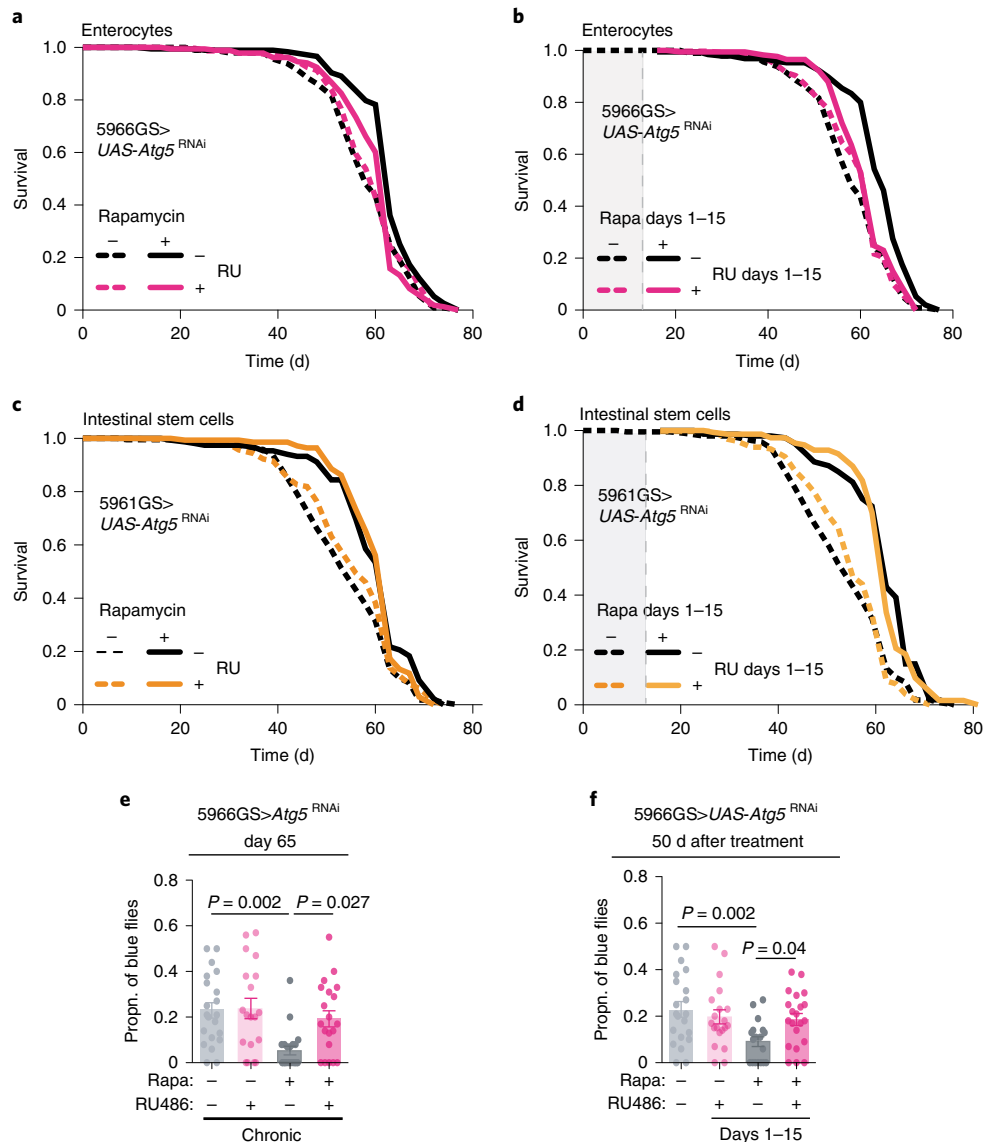 a
Enterocytes
1.0
0.8
0.6
0.4
0.2
0
Survival
5966GS>
UAS-Atg5 RNAi
Rapamycin
– +
–
RU
+
0 20 40 60 80
Time (d)
b
Enterocytes
1.0
0.8
0.6
0.4
0.2
0
Survival
5966GS>
UAS-Atg5 RNAi
Rapa days 1–15
– +
–
RU days 1–15
+
0 20 40 60 80
Time (d)
c
Intestinal stem cells
1.0
0.8
0.6
0.4
0.2
0
Survival
5961GS>
UAS-Atg5 RNAi
Rapamycin
– +
–
RU
+
0 20 40 60 80
Time (d)
d
Intestinal stem cells
1.0
0.8
0.6
0.4
0.2
0
Survival
5961GS>
UAS-Atg5 RNAi
Rapa days 1–15
– +
–
RU days 1–15
+
0 20 40 60 80
Time (d)
e
5966GS>Atg5 RNAi
day 65
0.8
0.6
0.4
0.2
0
Propn. of blue flies
P = 0.002
P = 0.027
Rapa: – – + +
RU486: – + – +
Chronic
f
5966GS>UAS-Atg5 RNAi
50 d after treatment
0.8
0.6
0.4
0.2
0
Propn. of blue flies
P = 0.002
P = 0.04
Rapa: – – + +
RU486: – + – +
Days 1–15